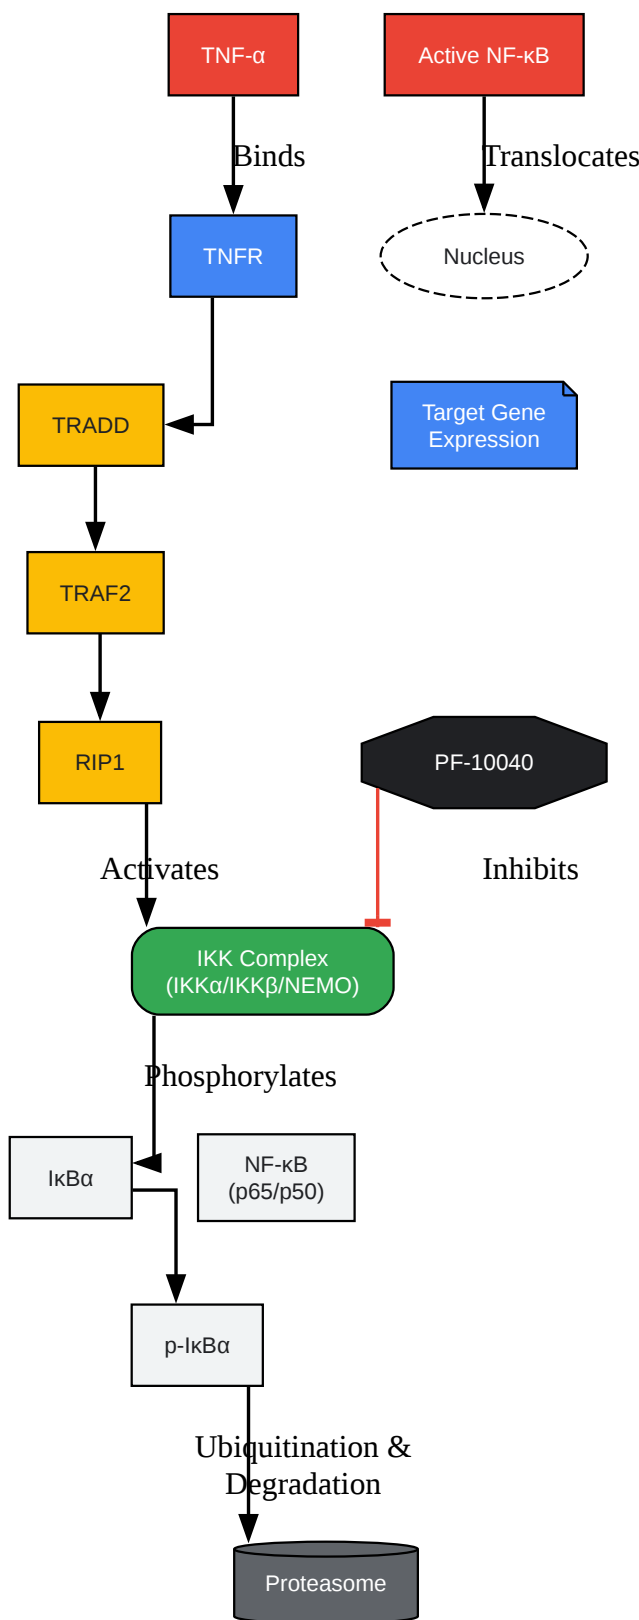 TNF-α
Active NF-κB
Binds
Translocates
TNFR
Nucleus
TRADD
Target Gene
Expression
TRAF2
RIP1
PF-10040
Activates
Inhibits
IKK Complex
(IKKα/IKKβ/NEMO)
Phosphorylates
IκBα
NF-κB
(p65/p50)
p-IκBα
Ubiquitination &
Degradation
Proteasome